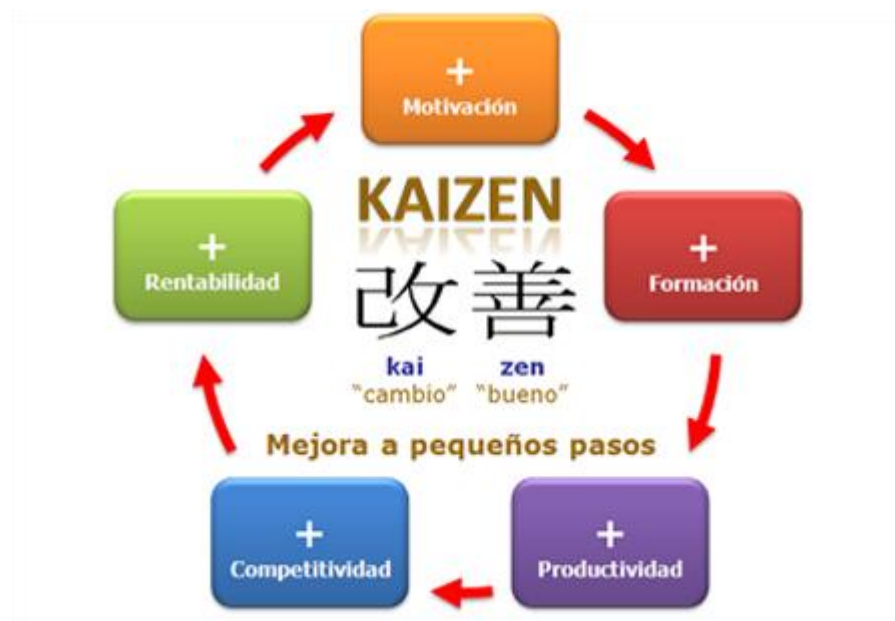 +
Motivación
+
Rentabilidad
KAIZEN
改善
kai zen
"cambio" "bueno"
+
Formación
Mejora a pequeños pasos
+
Competitividad
+
Productividad